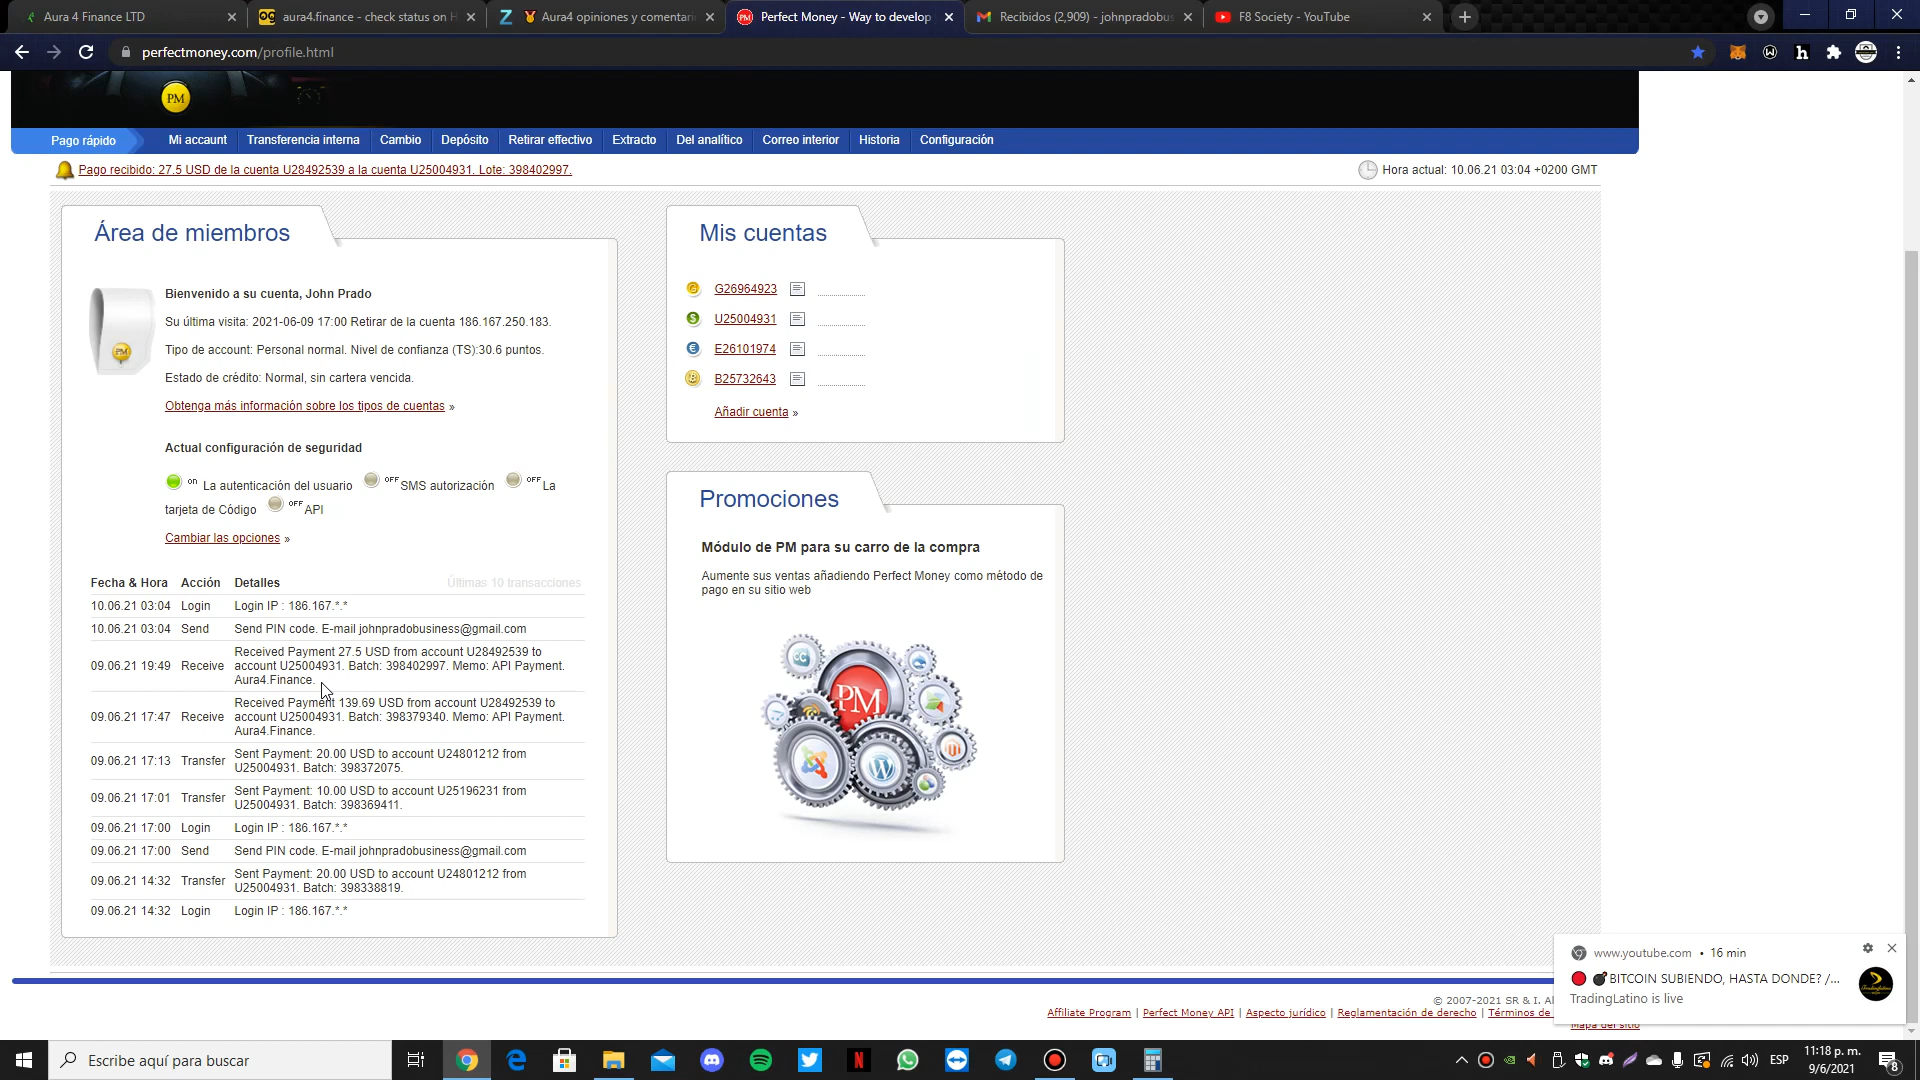 Aura 4 Finance LTD
aura4.finance - check status on H
Aura4 opiniones y comentari
Perfect Money - Way to develop
Recibidos (2,909) - johnpradobus
F8 Society - YouTube
perfectmoney.com/profile.html
PM
Pago rápido
Mi accaunt
Transferencia interna
Cambio
Depósito
Retirar effectivo
Extracto
Del analítico
Correo interior
Historia
Configuración
Pago recibido: 27.5 USD de la cuenta U28492539 a la cuenta U25004931. Lote: 398402997.
Hora actual: 10.06.21 03:04 +0200 GMT
Área de miembros
Bienvenido a su cuenta, John Prado
Su última visita: 2021-06-09 17:00 Retirar de la cuenta 186.167.250.183.
Tipo de account: Personal normal. Nivel de confianza (TS):30.6 puntos.
Estado de crédito: Normal, sin cartera vencida.
Obtenga más información sobre los tipos de cuentas »
Actual configuración de seguridad
on La autenticación del usuario OFF SMS autorización OFF La
tarjeta de Código OFF API
Cambiar las opciones »
Fecha & Hora Acción Detalles Últimas 10 transacciones
10.06.21 03:04 Login Login IP : 186.167.*.*
10.06.21 03:04 Send Send PIN code. E-mail johnpradobusiness@gmail.com
09.06.21 19:49 Receive Received Payment 27.5 USD from account U28492539 to
account U25004931. Batch: 398402997. Memo: API Payment.
Aura4.Finance.
09.06.21 17:47 Receive Received Payment 139.69 USD from account U28492539 to
account U25004931. Batch: 398379340. Memo: API Payment.
Aura4.Finance.
09.06.21 17:13 Transfer Sent Payment: 20.00 USD to account U24801212 from
U25004931. Batch: 398372075.
09.06.21 17:01 Transfer Sent Payment: 10.00 USD to account U25196231 from
U25004931. Batch: 398369411.
09.06.21 17:00 Login Login IP : 186.167.*.*
09.06.21 17:00 Send Send PIN code. E-mail johnpradobusiness@gmail.com
09.06.21 14:32 Transfer Sent Payment: 20.00 USD to account U24801212 from
U25004931. Batch: 398338819.
09.06.21 14:32 Login Login IP : 186.167.*.*
Mis cuentas
G26964923
U25004931
E26101974
B25732643
Añadir cuenta »
Promociones
Módulo de PM para su carro de la compra
Aumente sus ventas añadiendo Perfect Money como método de
pago en su sitio web
PM
www.youtube.com • 16 min
BITCOIN SUBIENDO, HASTA DONDE? /...
TradingLatino is live
© 2007-2021 SR & I. Al
Affiliate Program | Perfect Money API | Aspecto jurídico | Reglamentación de derecho | Términos de
Mapa del sitio
Escribe aquí para buscar
ESP
11:18 p. m.
9/6/2021
8